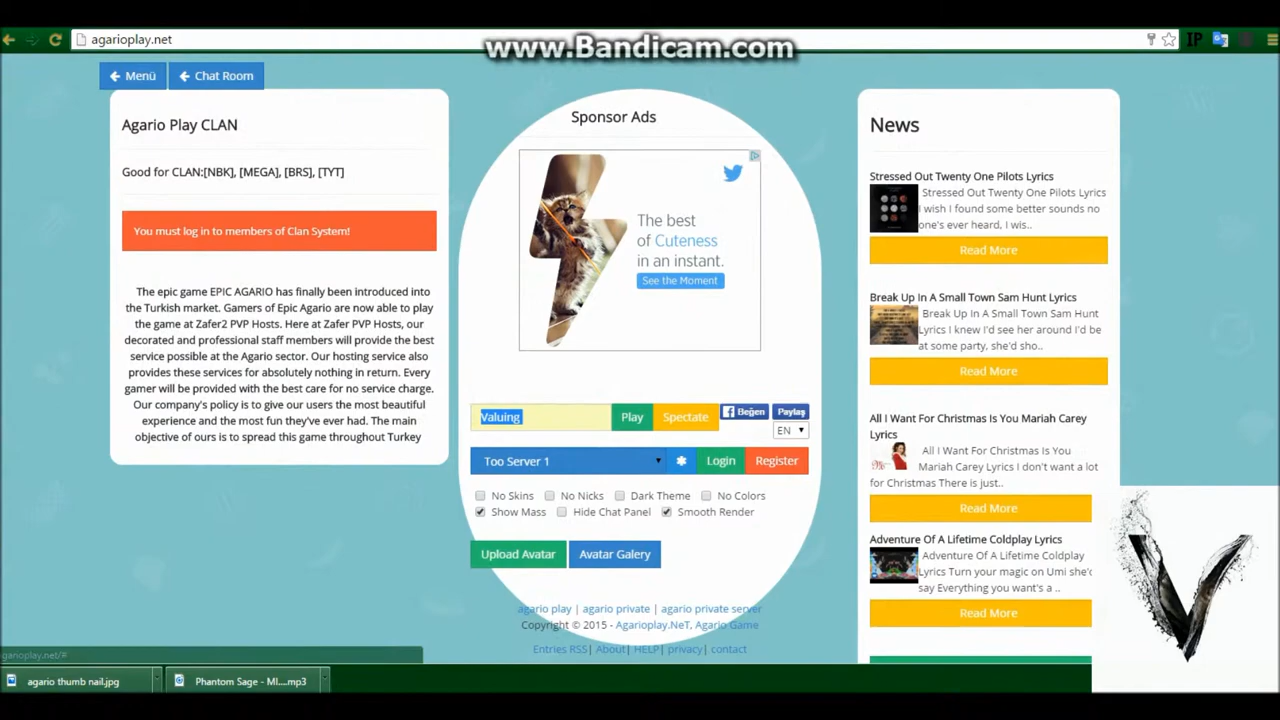 agarioplay.net
www.Bandicam.com
IP
Menü
Chat Room
Agario Play CLAN
Good for CLAN:[NBK], [MEGA], [BRS], [TYT]
You must log in to members of Clan System!
The epic game EPIC AGARIO has finally been introduced into
the Turkish market. Gamers of Epic Agario are now able to play
the game at Zafer2 PVP Hosts. Here at Zafer PVP Hosts, our
decorated and professional staff members will provide the best
service possible at the Agario sector. Our hosting service also
provides these services for absolutely nothing in return. Every
gamer will be provided with the best care for no service charge.
Our company's policy is to give our users the most beautiful
experience and the most fun they've ever had. The main
objective of ours is to spread this game throughout Turkey
Sponsor Ads
The best
of Cuteness
in an instant.
See the Moment
Valuing
Play
Spectate
Beğen
Paylaş
EN
Too Server 1
Login
Register
No Skins
No Nicks
Dark Theme
No Colors
Show Mass
Hide Chat Panel
Smooth Render
Upload Avatar
Avatar Galery
agario play | agario private | agario private server
Copyright © 2015 - Agarioplay.NeT, Agario Game
Entries RSS| About| HELP| privacy| contact
News
Stressed Out Twenty One Pilots Lyrics
Stressed Out Twenty One Pilots Lyrics
I wish I found some better sounds no
one's ever heard, I wis..
Read More
Break Up In A Small Town Sam Hunt Lyrics
Break Up In A Small Town Sam Hunt
Lyrics I knew I'd see her around I'd be
at some party, she'd sho..
Read More
All I Want For Christmas Is You Mariah Carey
Lyrics
All I Want For Christmas Is You
Mariah Carey Lyrics I don't want a lot
for Christmas There is just..
Read More
Adventure Of A Lifetime Coldplay Lyrics
Adventure Of A Lifetime Coldplay
Lyrics Turn your magic on Umi she'd
say Everything you want's a ..
Read More
V
agario thumb nail.jpg
Phantom Sage - MI....mp3